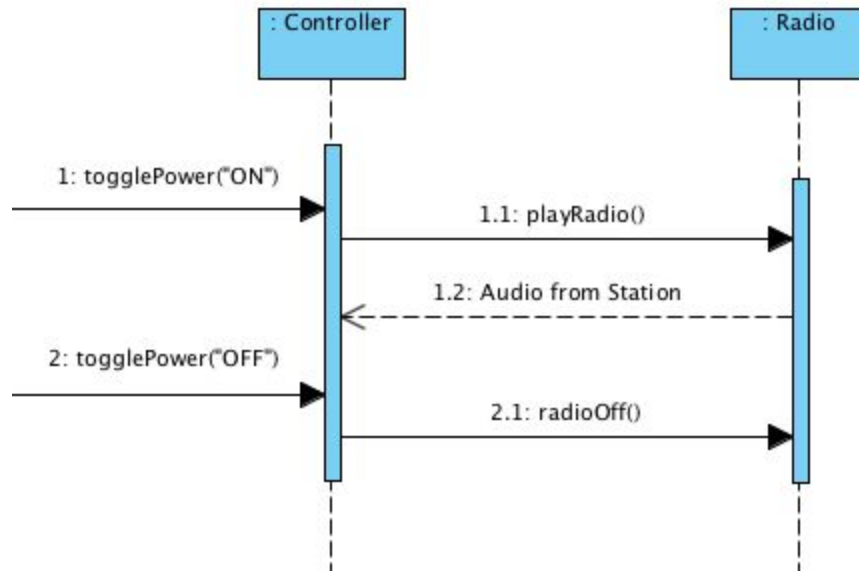 : Controller
: Radio
1: togglePower("ON")
1.1: playRadio()
1.2: Audio from Station
2: togglePower("OFF")
2.1: radioOff()